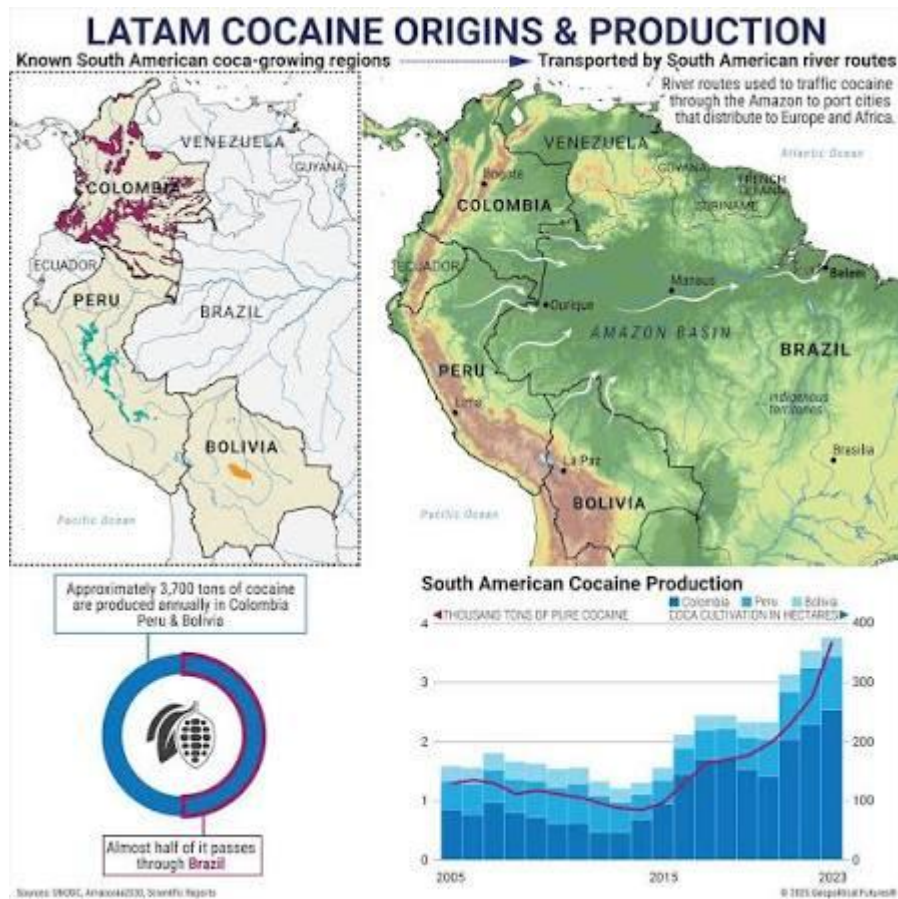 LATAM COCAINE ORIGINS & PRODUCTION
Known South American coca-growing regions
Transported by South American river routes
River routes used to traffic cocaine
through the Amazon to port cities
that distribute to Europe and Africa.
VENEZUELA
GUYANA
COLOMBIA
ECUADOR
PERU
BRAZIL
BOLIVIA
Pacific Ocean
Atlantic Ocean
VENEZUELA
GUYANA
FRENCH
GUIANA
SURINAME
COLOMBIA
ECUADOR
Manaus
Belem
Ourique
AMAZON BASIN
BRAZIL
PERU
Lima
Indigenous
territories
Brasilia
La Paz
BOLIVIA
Pacific Ocean
Approximately 3,700 tons of cocaine
are produced annually in Colombia
Peru & Bolivia
Almost half of it passes
through Brazil
South American Cocaine Production
Colombia Peru Bolivia
THOUSAND TONS OF PURE COCAINE
COCA CULTIVATION IN HECTARES
4
3
2
1
0
400
300
200
100
0
2005
2015
2023
Sources: UNODC, Amazonia2030, Scientific Reports
© 2025 Geopolitical Futures®